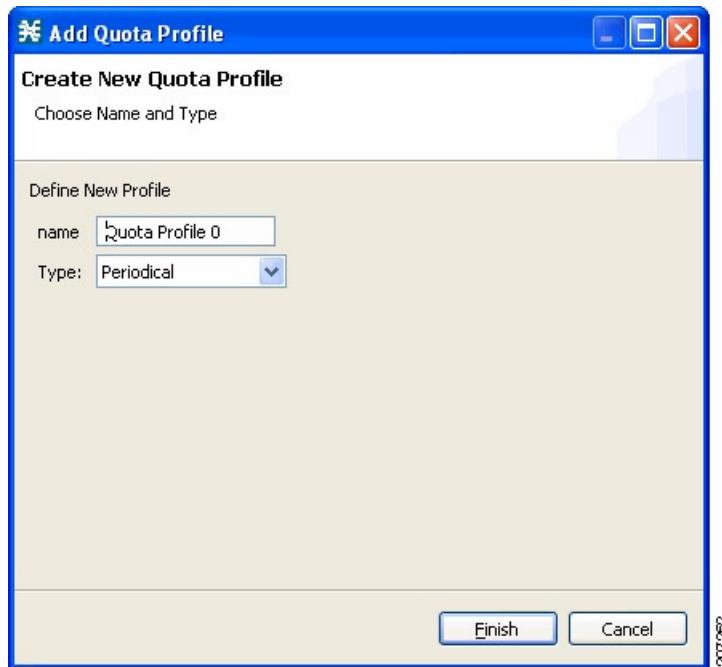 Add Quota Profile
Create New Quota Profile
Choose Name and Type
Define New Profile
name Quota Profile 0
Type: Periodical
Finish Cancel